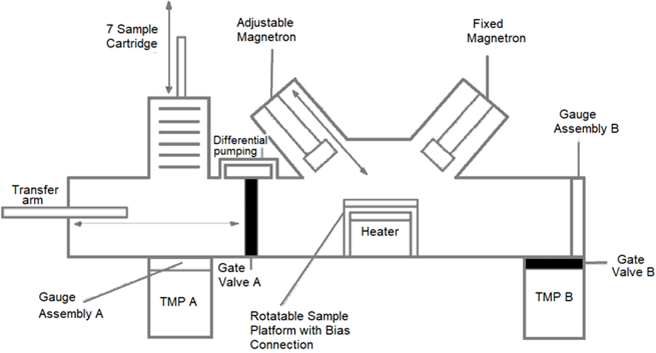 7 Sample
Cartridge
Adjustable
Magnetron
Fixed
Magnetron
Gauge
Assembly B
Differential
pumping
Transfer
arm
Heater
Gauge
Assembly A
TMP A
Gate
Valve A
Rotatable Sample
Platform with Bias
Connection
TMP B
Gate
Valve B